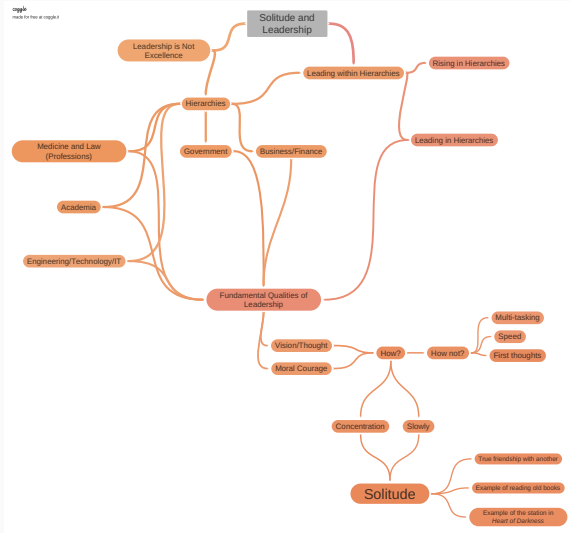 coggle
made for free at coggle.it
Solitude and
Leadership
Leadership is Not
Excellence
Leading within Hierarchies
Rising in Hierarchies
Hierarchies
Leading in Hierarchies
Medicine and Law
(Professions)
Government
Business/Finance
Academia
Engineering/Technology/IT
Fundamental Qualities of
Leadership
Vision/Thought
Moral Courage
How?
How not?
Multi-tasking
Speed
First thoughts
Concentration
Slowly
Solitude
True friendship with another
Example of reading old books
Example of the station in
Heart of Darkness